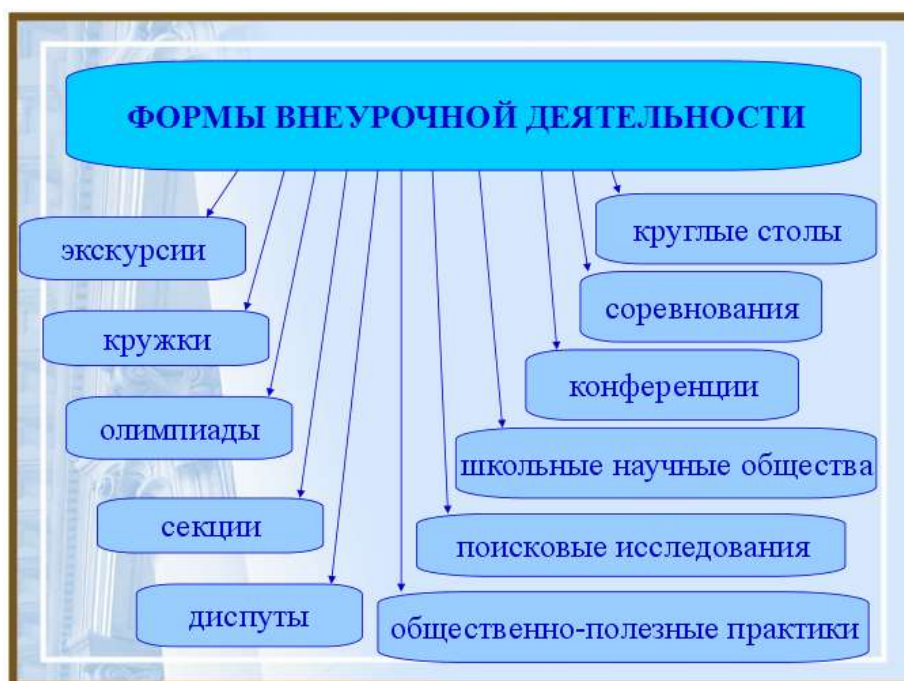 ФОРМЫ ВНЕУРОЧНОЙ ДЕЯТЕЛЬНОСТИ
экскурсии
кружки
олимпиады
секции
диспуты
круглые столы
соревнования
конференции
школьные научные общества
поисковые исследования
общественно-полезные практики